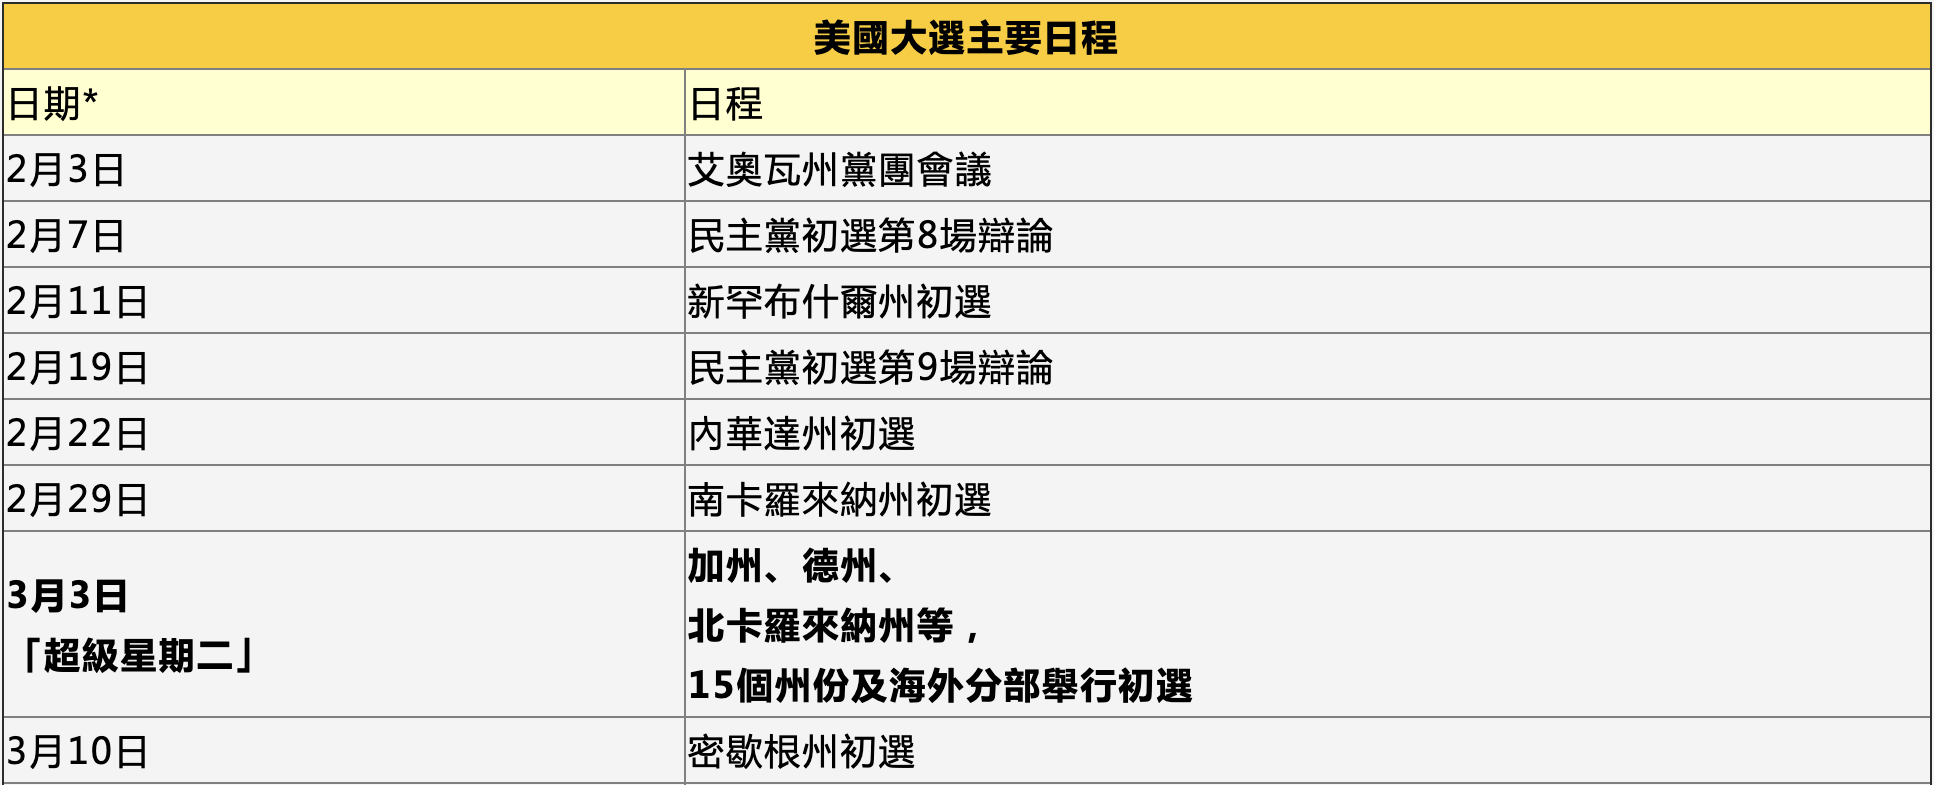 美國大選主要日程
日期*
日程
2月3日
艾奧瓦州黨團會議
2月7日
民主黨初選第8場辯論
2月11日
新罕布什爾州初選
2月19日
民主黨初選第9場辯論
2月22日
內華達州初選
2月29日
南卡羅來納州初選
3月3日
「超級星期二」
加州、德州、
北卡羅來納州等，
15個州份及海外分部舉行初選
3月10日
密歇根州初選